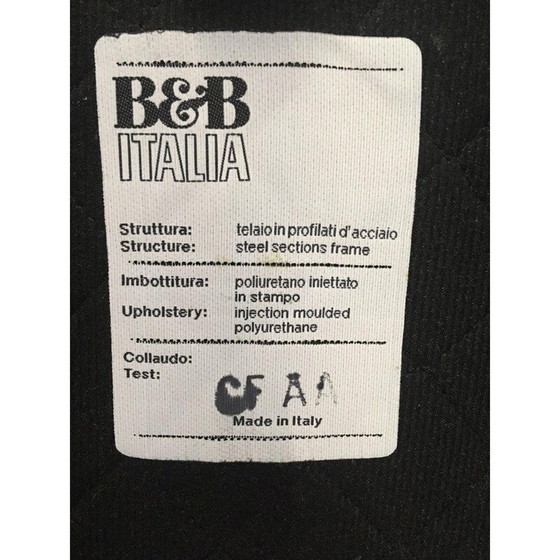 B&B
ITALIA
Struttura: telaio in profilati d'acciaio
Structure: steel sections frame
Imbottitura: poliuretano iniettato
in stampo
Upholstery: injection moulded
polyurethane
Collaudo:
Test:
CF AA
Made in Italy